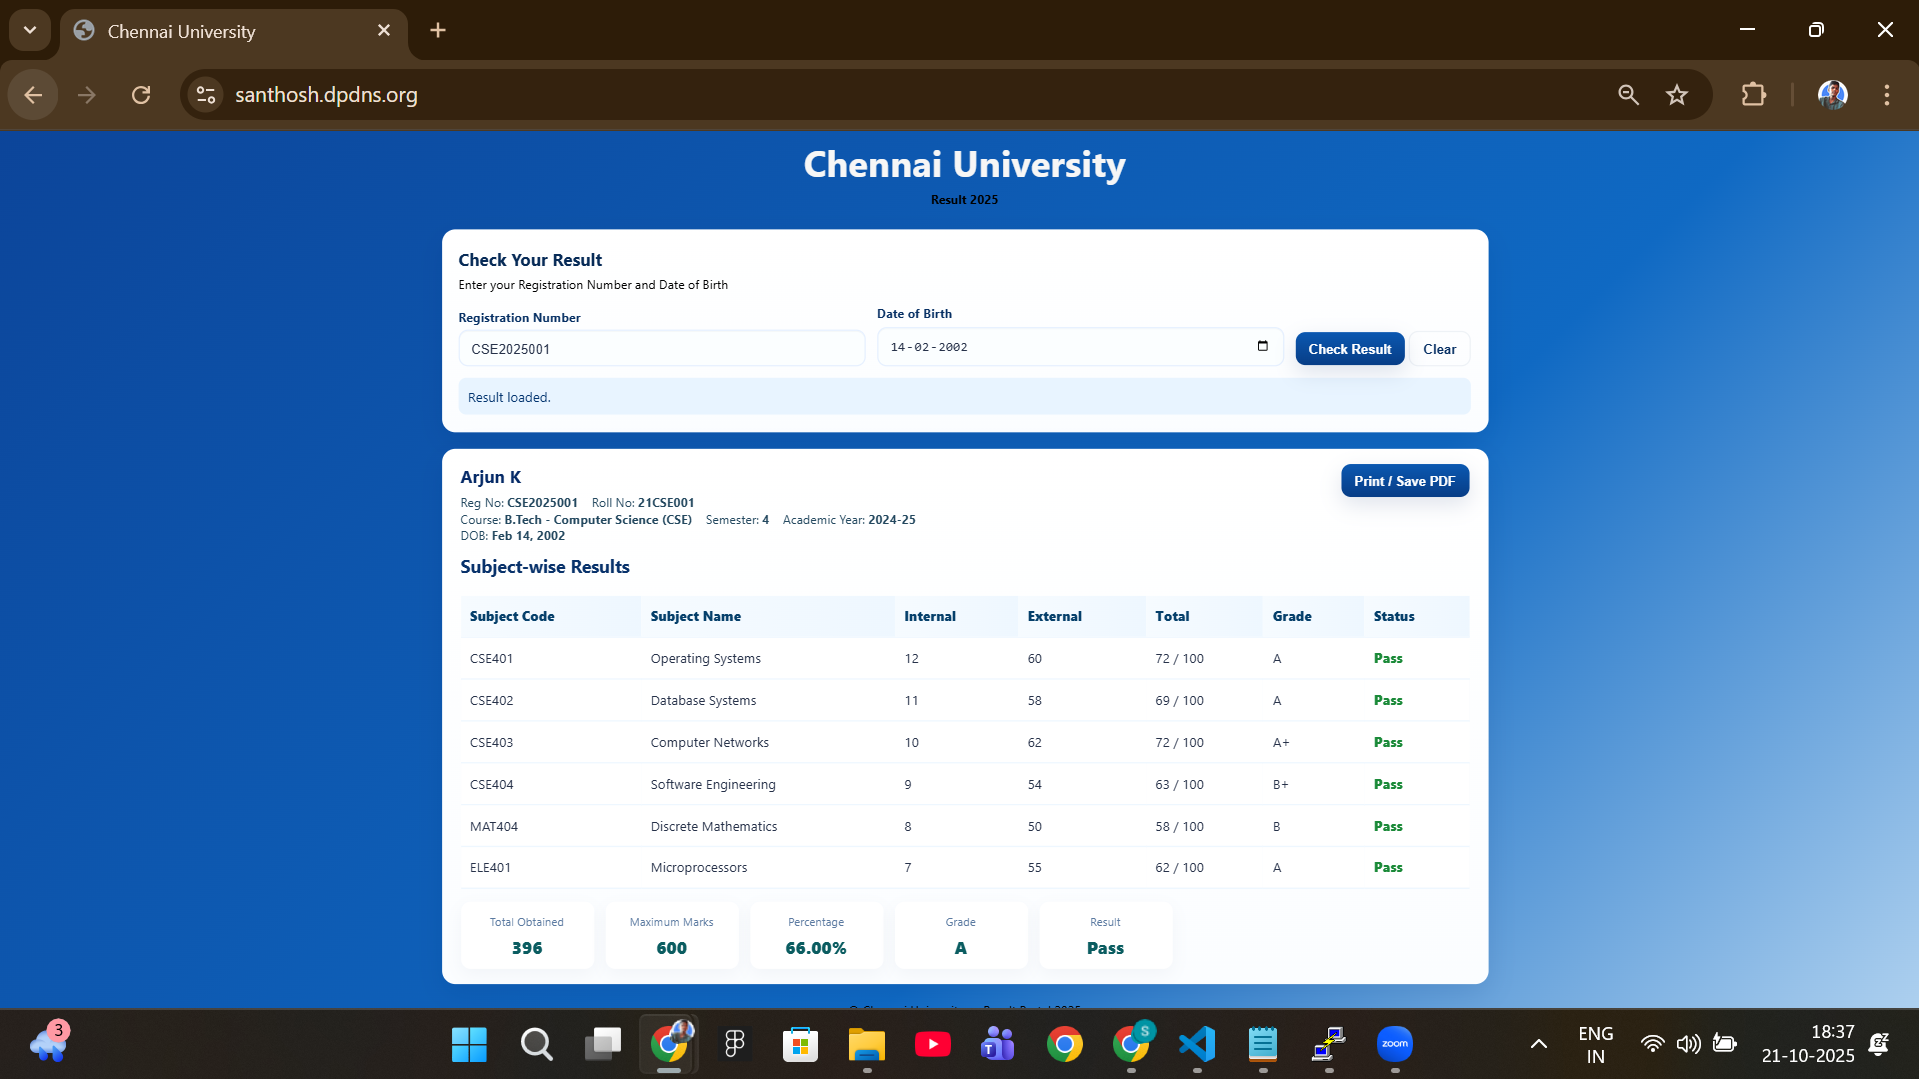 Chennai University
santhosh.dpdns.org
Chennai University
Result 2025
Check Your Result
Enter your Registration Number and Date of Birth
Registration Number
Date of Birth
CSE2025001
14-02-2002
Check Result
Clear
Result loaded.
Arjun K
Print / Save PDF
Reg No: CSE2025001 Roll No: 21CSE001
Course: B.Tech - Computer Science (CSE) Semester: 4 Academic Year: 2024-25
DOB: Feb 14, 2002
Subject-wise Results
Subject Code Subject Name Internal External Total Grade Status
CSE401 Operating Systems 12 60 72 / 100 A Pass
CSE402 Database Systems 11 58 69 / 100 A Pass
CSE403 Computer Networks 10 62 72 / 100 A+ Pass
CSE404 Software Engineering 9 54 63 / 100 B+ Pass
MAT404 Discrete Mathematics 8 50 58 / 100 B Pass
ELE401 Microprocessors 7 55 62 / 100 A Pass
Total Obtained Maximum Marks Percentage Grade Result
396 600 66.00% A Pass
3
S
T
zoom
ENG
IN
18:37
21-10-2025